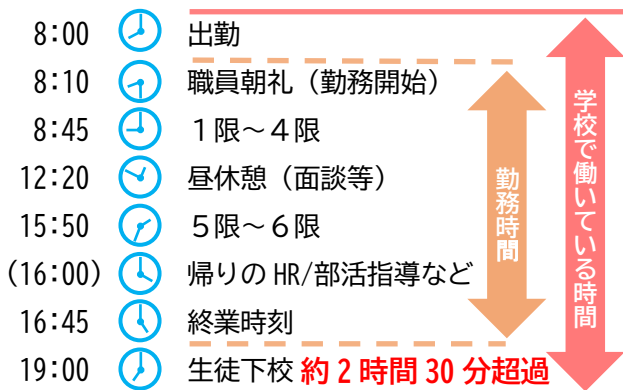 8:00 出勤
8:10 職員朝礼（勤務開始）
8:45 １限～４限
12:20 昼休憩（面談等）
15:50 ５限～６限
(16:00) 帰りの HR/部活指導など
16:45 終業時刻
19:00 生徒下校 約 2 時間 30 分超過
勤務時間
学校で働いている時間